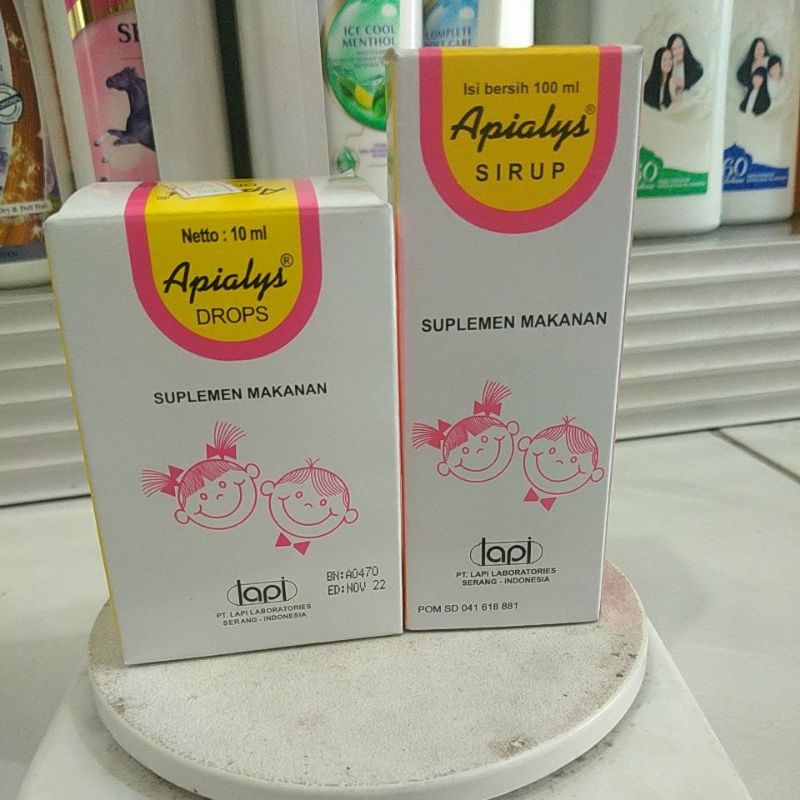 Netto : 10 ml
Apialys®
DROPS
SUPLEMEN MAKANAN
BN:A0470
ED:NOV 22
lapi
PT. LAPI LABORATORIES
SERANG - INDONESIA
Isi bersih 100 ml
Apialys®
SIRUP
SUPLEMEN MAKANAN
lapi
PT. LAPI LABORATORIES
SERANG - INDONESIA
POM SD 041 618 881
ICE COOL
MENTHOL